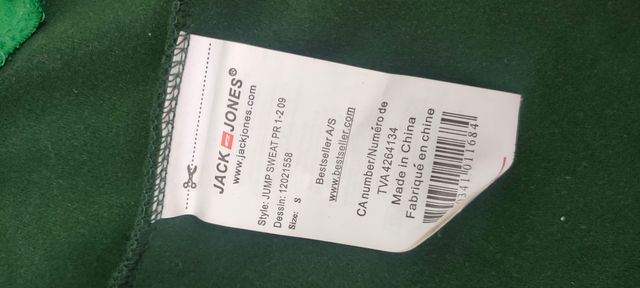 JACK JONES®
www.jackjones.com
Style: JUMP SWEAT PR 1-2 09
Dessin: 12021558
Size: S
Bestseller A/S
www.bestseller.com
CA number/Numéro de
TVA 4264134
Made in China
Fabriqué en chine